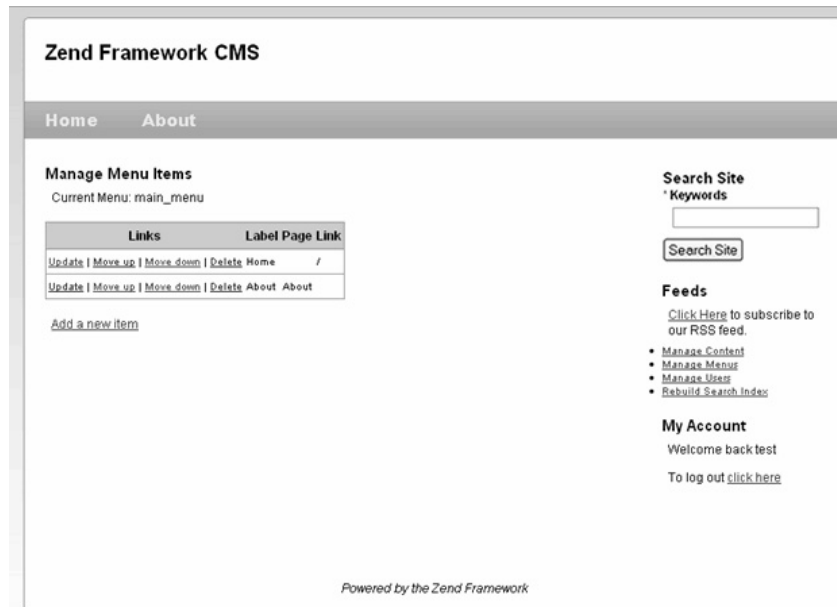 Zend Framework CMS
Home About
Manage Menu Items
Current Menu: main_menu
Links Label Page Link
Update | Move up | Move down | Delete Home /
Update | Move up | Move down | Delete About About
Add a new item
Search Site
* Keywords
Search Site
Feeds
Click Here to subscribe to
our RSS feed.
Manage Content
Manage Menus
Manage Users
Rebuild Search Index
My Account
Welcome back test
To log out click here
Powered by the Zend Framework